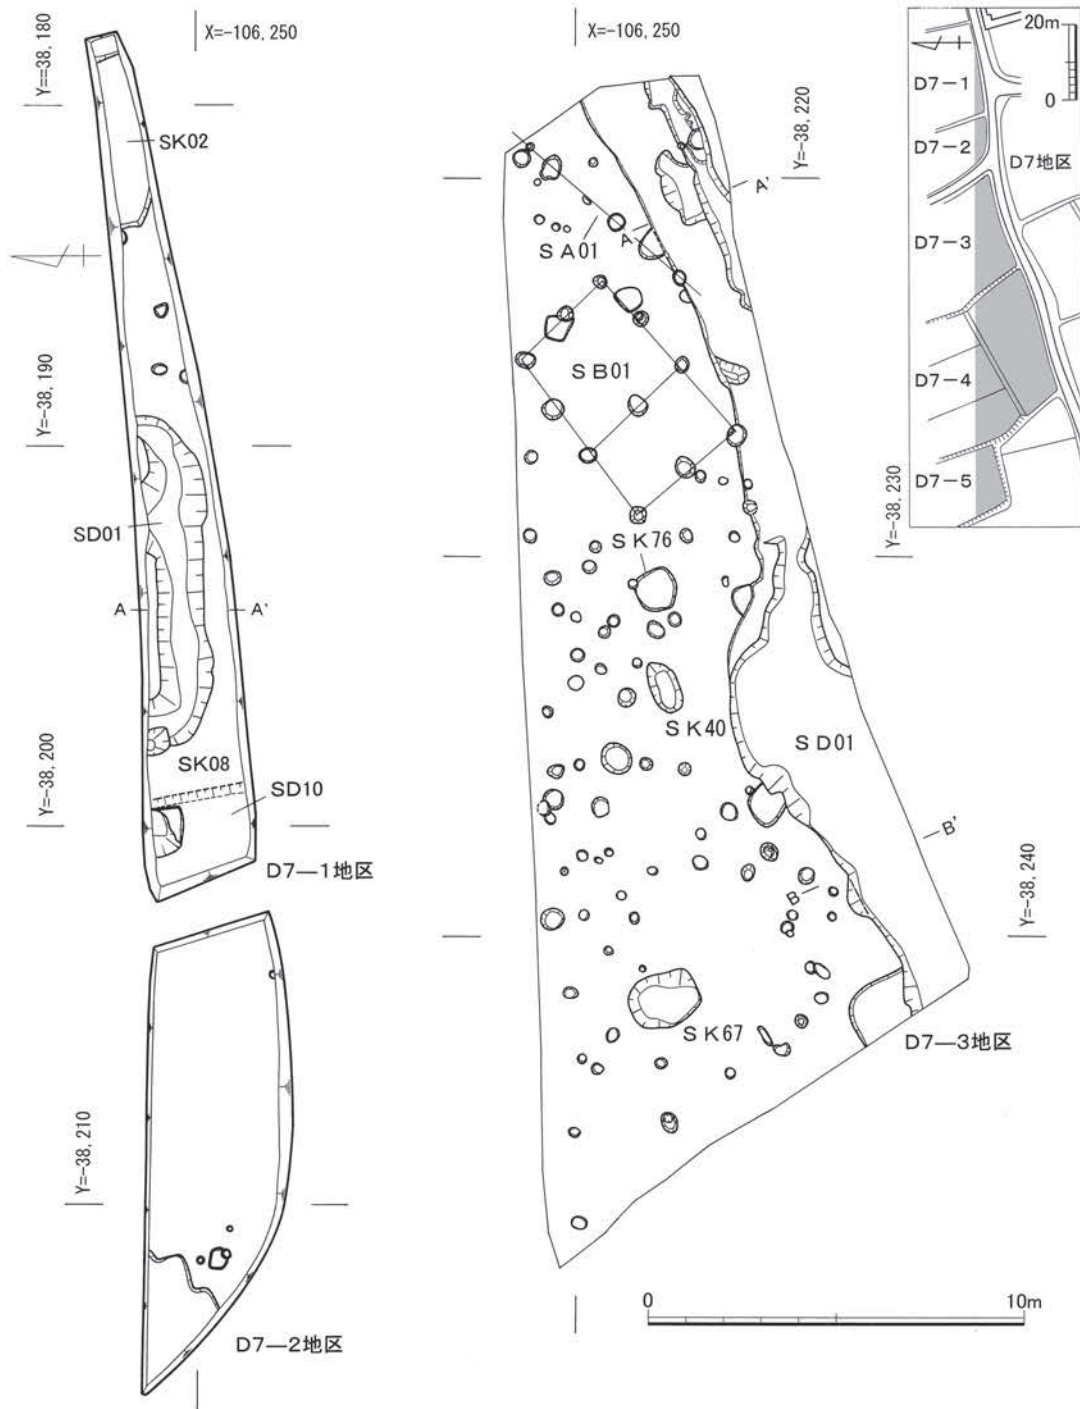 Y==38,180
X=-106,250
SK02
Y=-38,190
SD01
A
A'
Y=-38,200
SK08
SD10
D7—1地区
Y=-38,210
D7—2地区
X=-106,250
Y=-38,220
A'
SA01
A
SB01
Y=-38,230
SK76
SK40
SD01
B'
B
Y=-38,240
SK67
D7—3地区
0 10m
20m
0
D7－1
D7－2
D7地区
D7－3
D7－4
D7－5